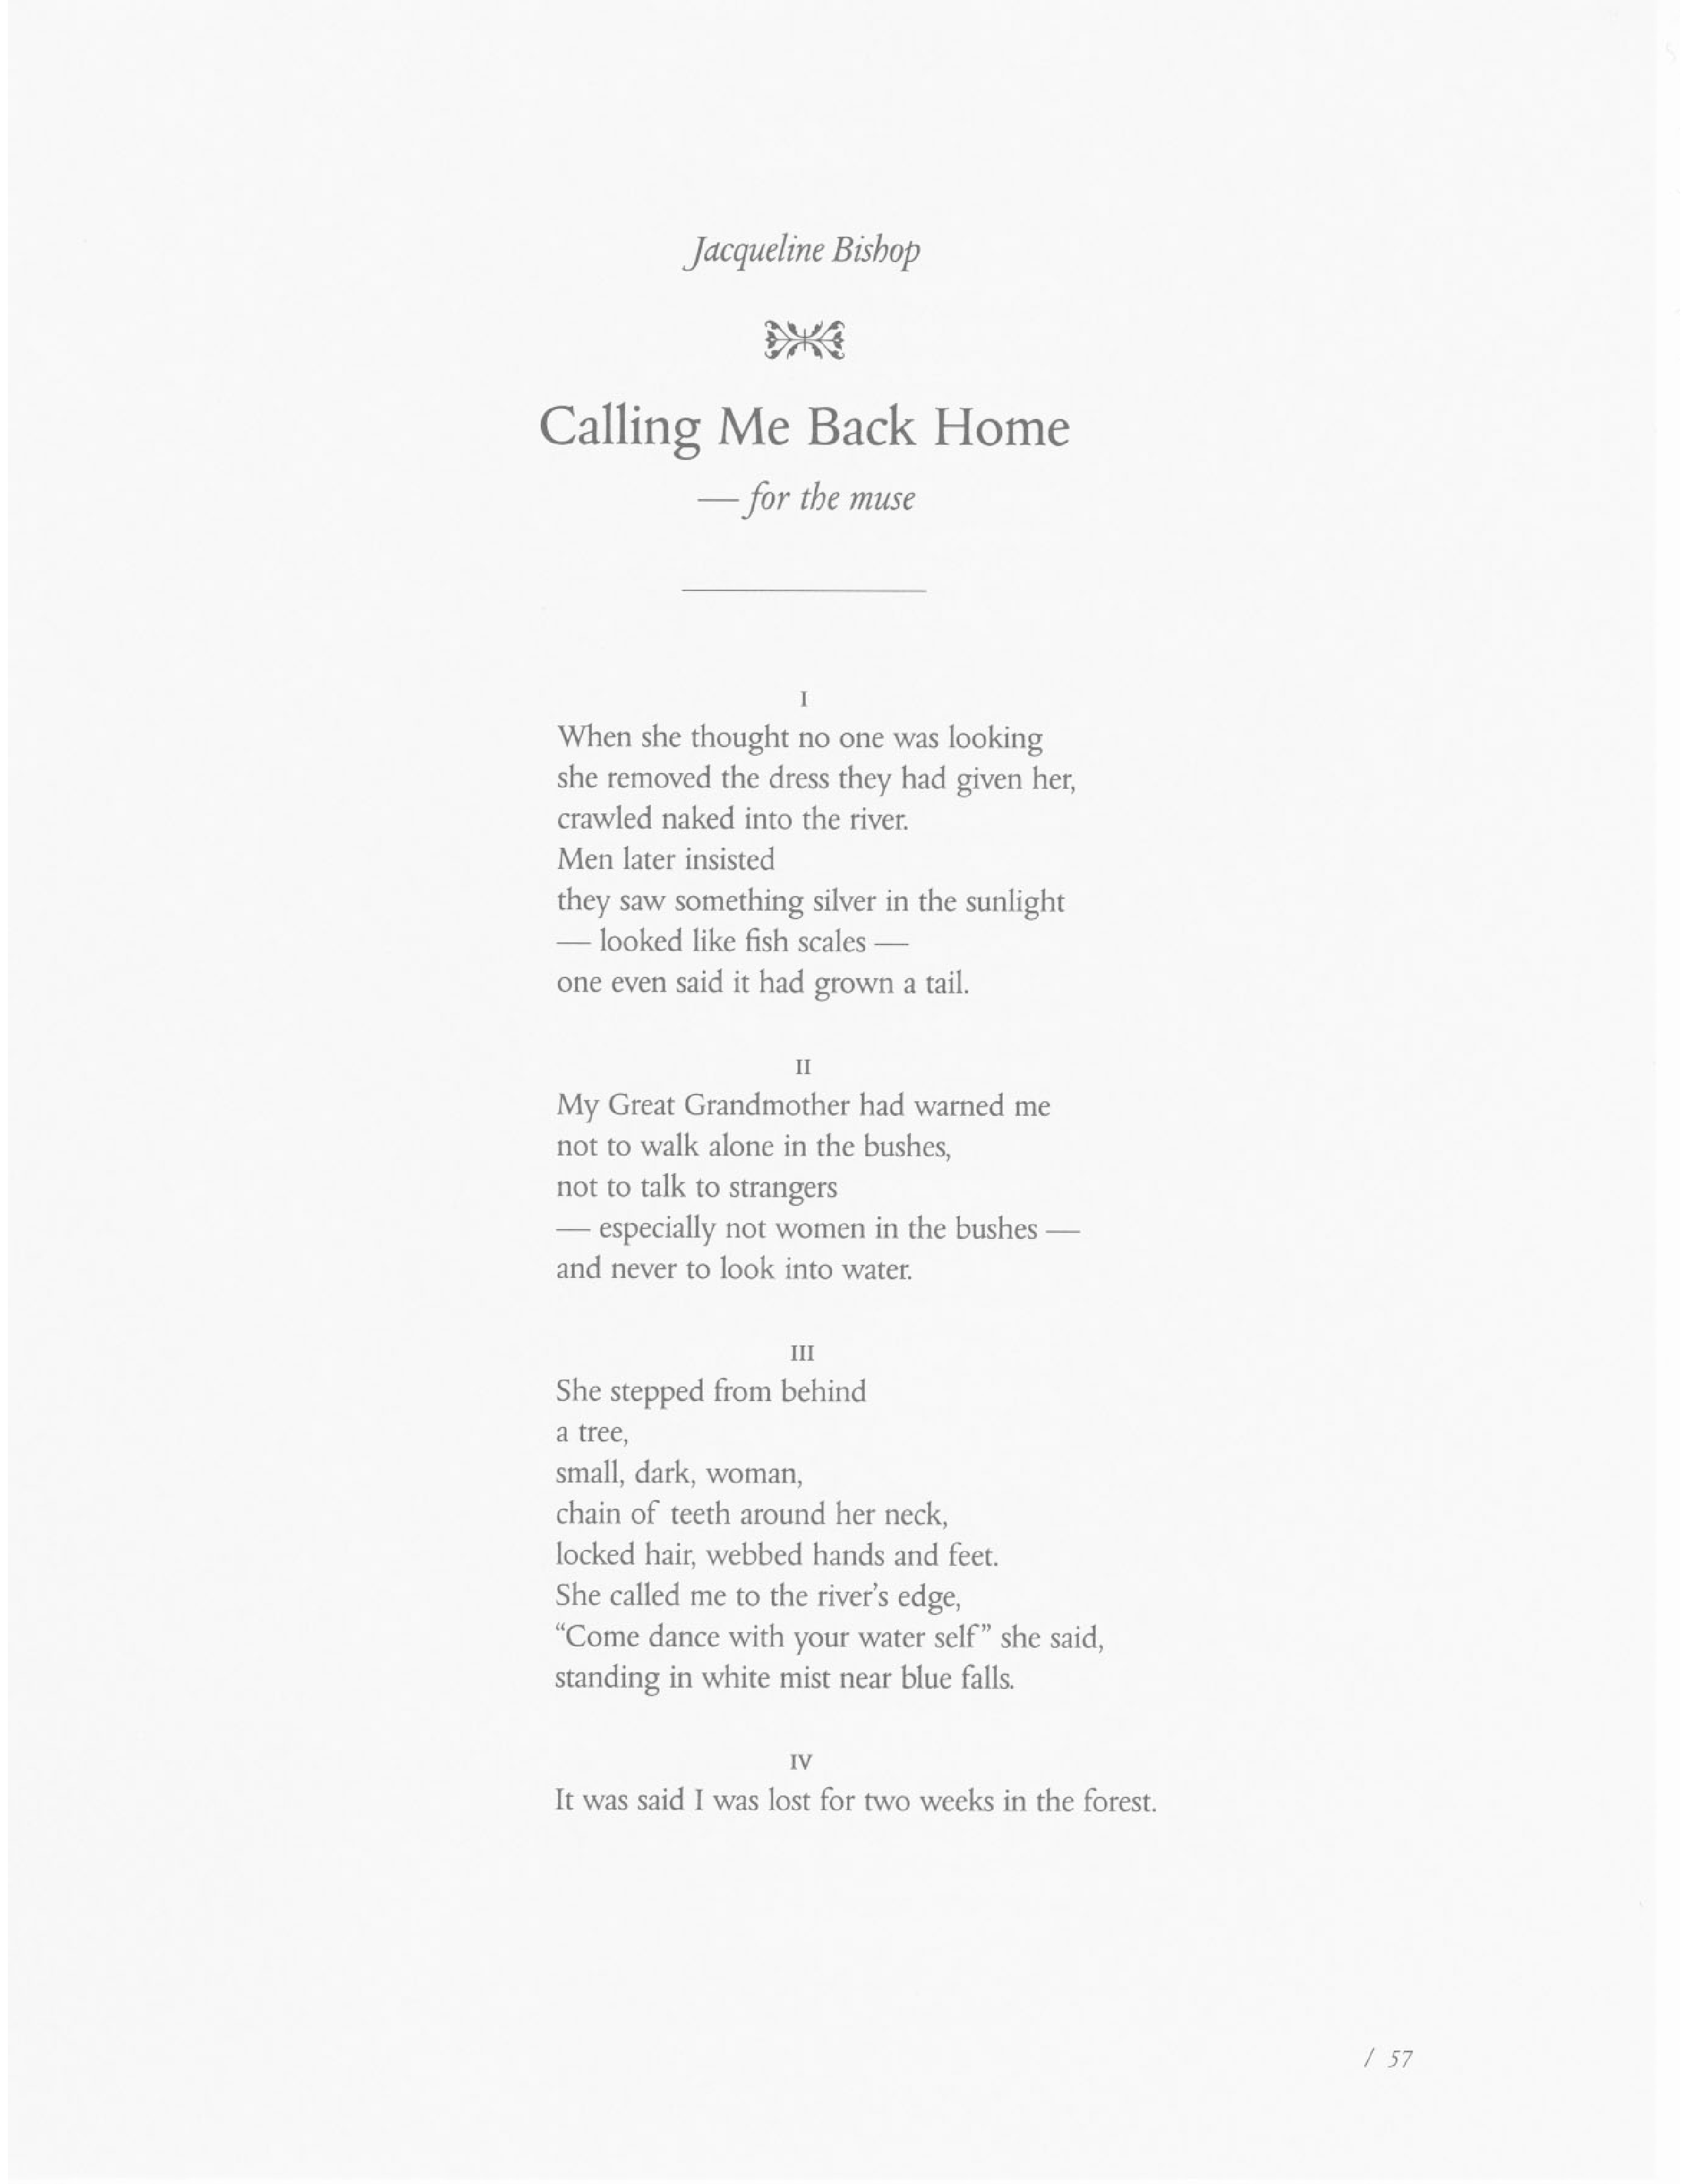 Jacqueline Bishop
Calling Me Back Home
— for the muse
I
When she thought no one was looking
she removed the dress they had given her,
crawled naked into the river.
Men later insisted
they saw something silver in the sunlight
— looked like fish scales —
one even said it had grown a tail.
II
My Great Grandmother had warned me
not to walk alone in the bushes,
not to talk to strangers
— especially not women in the bushes —
and never to look into water.
III
She stepped from behind
a tree,
small, dark, woman,
chain of teeth around her neck,
locked hair, webbed hands and feet.
She called me to the river's edge,
“Come dance with your water self” she said,
standing in white mist near blue falls.
IV
It was said I was lost for two weeks in the forest.
/ 57